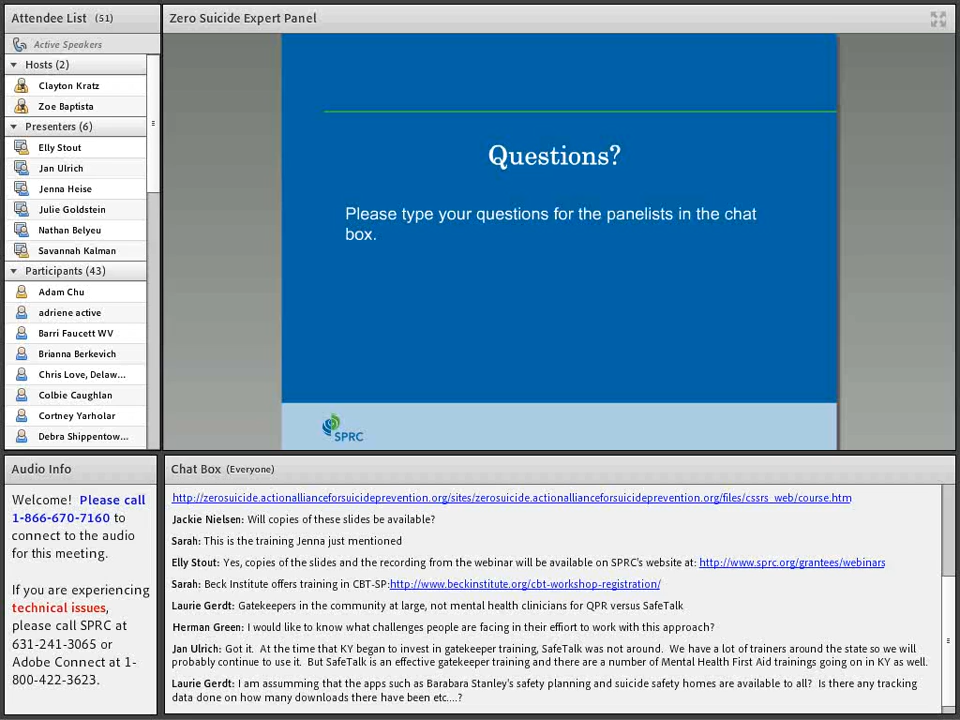 Attendee List (51)
Active Speakers
Hosts (2)
Clayton Kratz
Zoe Baptista
Presenters (6)
Elly Stout
Jan Ulrich
Jenna Heise
Julie Goldstein
Nathan Belyeu
Savannah Kalman
Participants (43)
Adam Chu
adriene active
Barri Faucett WV
Brianna Berkevich
Chris Love, Delaw...
Colbie Caughlan
Cortney Yarholar
Debra Shippentow...
Zero Suicide Expert Panel
Questions?
Please type your questions for the panelists in the chat
box.
SPRC
Audio Info
Welcome! Please call
1-866-670-7160 to
connect to the audio
for this meeting.
If you are experiencing
technical issues,
please call SPRC at
631-241-3065 or
Adobe Connect at 1-
800-422-3623.
Chat Box (Everyone)
http://zerosuicide.actionallianceforsuicideprevention.org/sites/zerosuicide.actionallianceforsuicideprevention.org/files/cssrs_web/course.htm
Jackie Nielsen: Will copies of these slides be available?
Sarah: This is the training Jenna just mentioned
Elly Stout: Yes, copies of the slides and the recording from the webinar will be available on SPRC's website at: http://www.sprc.org/grantees/webinars
Sarah: Beck Institute offers training in CBT-SP:http://www.beckinstitute.org/cbt-workshop-registration/
Laurie Gerdt: Gatekeepers in the community at large, not mental health clinicians for QPR versus SafeTalk
Herman Green: I would like to know what challenges people are facing in their effiort to work with this approach?
Jan Ulrich: Got it. At the time that KY began to invest in gatekeeper training, SafeTalk was not around. We have a lot of trainers around the state so we will
probably continue to use it. But SafeTalk is an effective gatekeeper training and there are a number of Mental Health First Aid trainings going on in KY as well.
Laurie Gerdt: I am assumming that the apps such as Barabara Stanley's safety planning and suicide safety homes are available to all? Is there any tracking
data done on how many downloads there have been etc....?